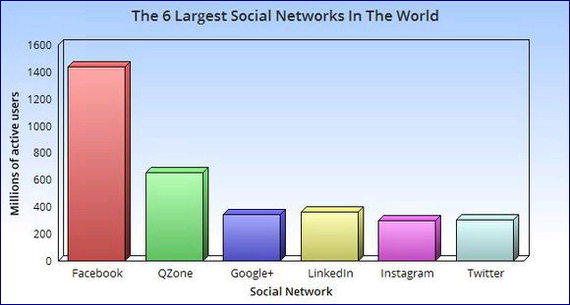 The 6 Largest Social Networks In The World
1600
1400
1200
1000
800
600
400
200
0
Millions of active users
Facebook QZone Google+ LinkedIn Instagram Twitter
Social Network